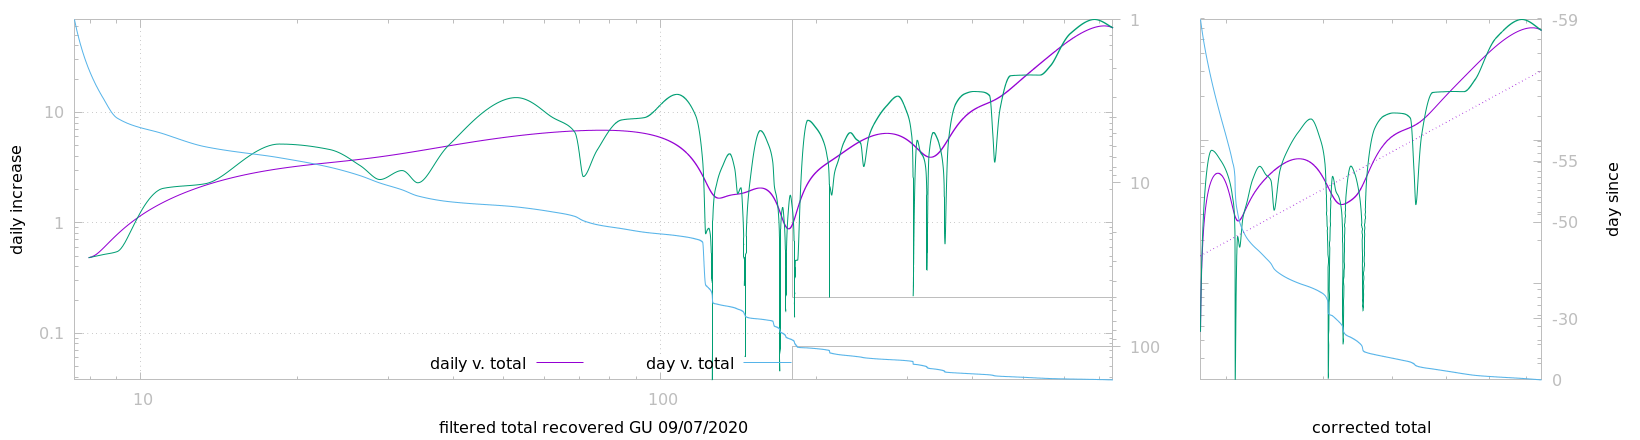 daily increase
10
1
0.1
daily v. total
day v. total
10
100
filtered total recovered GU 09/07/2020
1
10
100
-59
-55
-50
-30
0
day since
corrected total